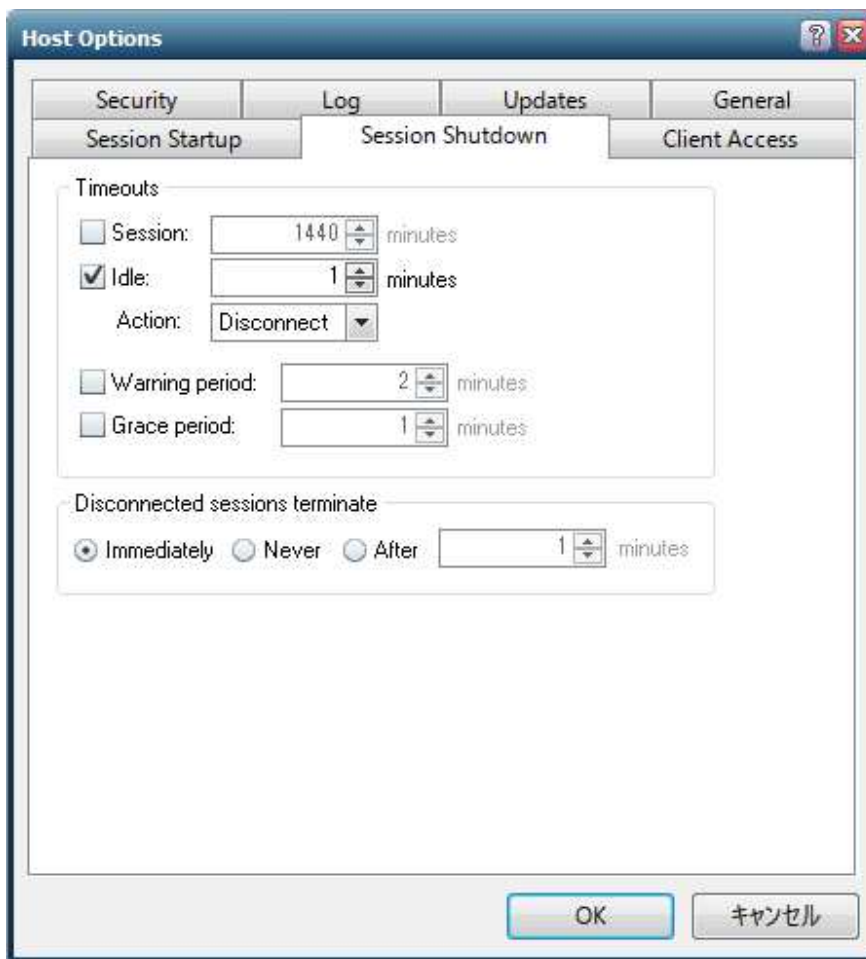 Host Options
Security Log Updates General
Session Startup Session Shutdown Client Access
Timeouts
Session: 1440 minutes
Idle: 1 minutes
Action: Disconnect
Warning period: 2 minutes
Grace period: 1 minutes
Disconnected sessions terminate
Immediately Never After 1 minutes
OK キャンセル